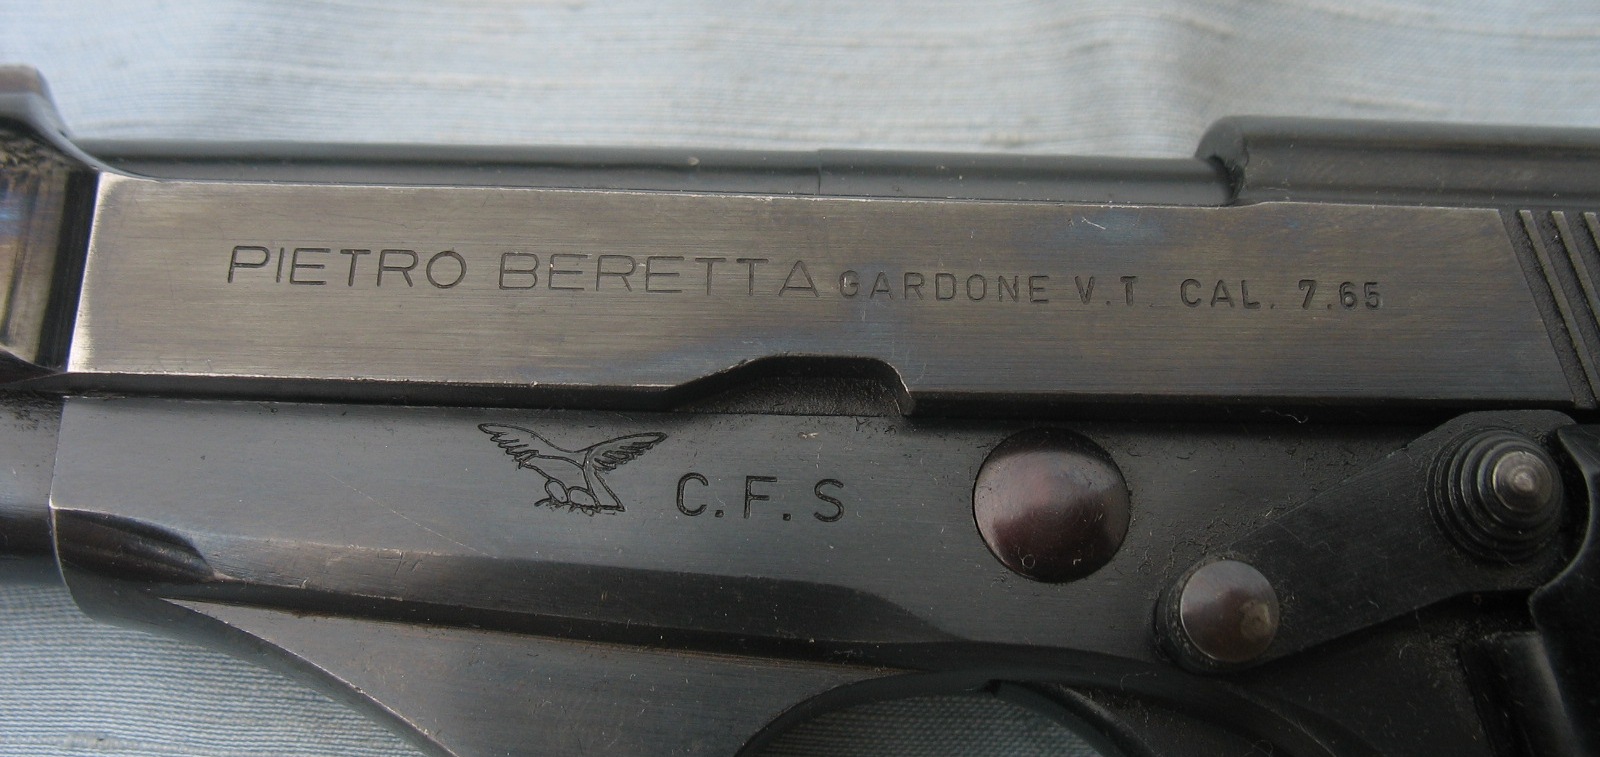 PIETRO BERETTA GARDONE V.T. CAL. 7.65
C.F.S